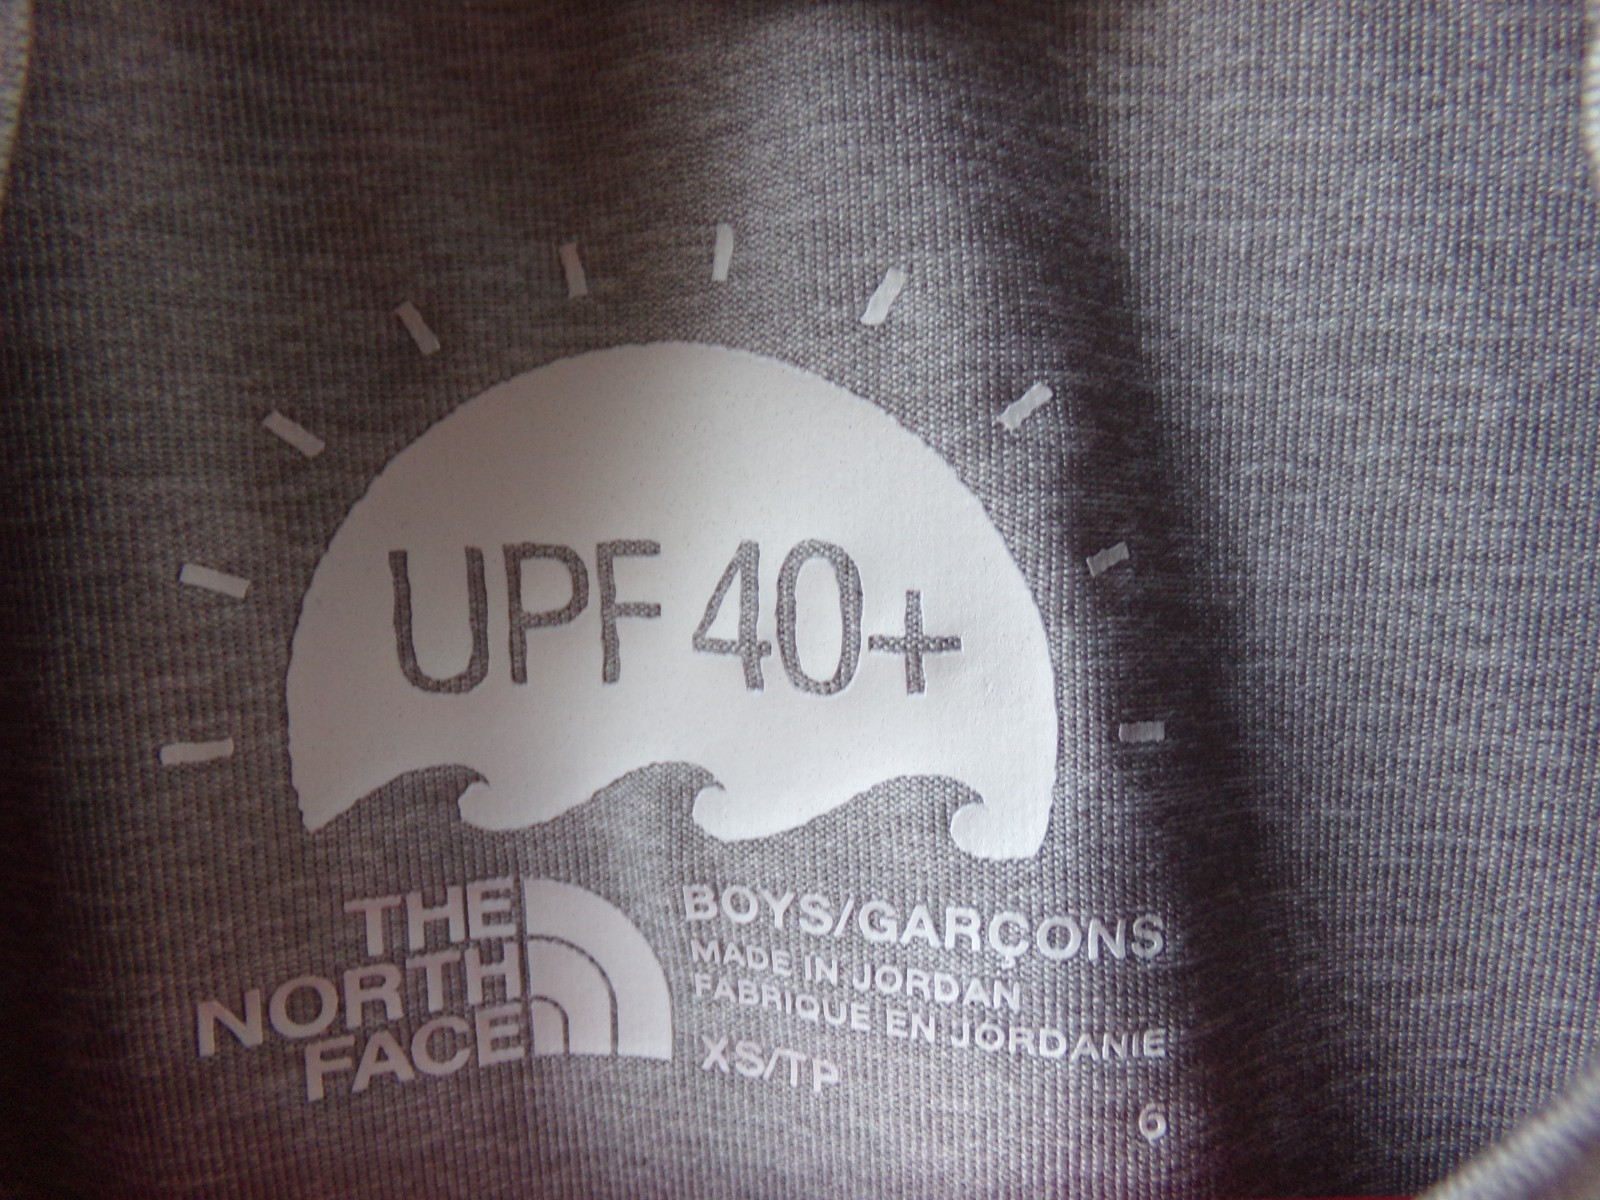 UPF 40+
THE
NORTH
FACE
BOYS/GARÇONS
MADE IN JORDAN
FABRIQUE EN JORDANIE
XS/TP
6